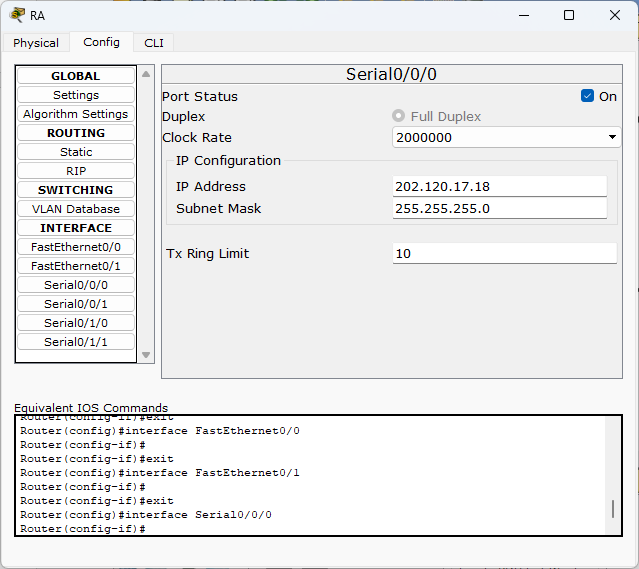 RA
Physical Config CLI
GLOBAL
Settings
Algorithm Settings
ROUTING
Static
RIP
SWITCHING
VLAN Database
INTERFACE
FastEthernet0/0
FastEthernet0/1
Serial0/0/0
Serial0/0/1
Serial0/1/0
Serial0/1/1
Serial0/0/0
Port Status On
Duplex Full Duplex
Clock Rate 2000000
IP Configuration
IP Address 202.120.17.18
Subnet Mask 255.255.255.0
Tx Ring Limit 10
Equivalent IOS Commands
Router(config-if)#exit
Router(config)#interface FastEthernet0/0
Router(config-if)#
Router(config-if)#exit
Router(config)#interface FastEthernet0/1
Router(config-if)#
Router(config-if)#exit
Router(config)#interface Serial0/0/0
Router(config-if)#